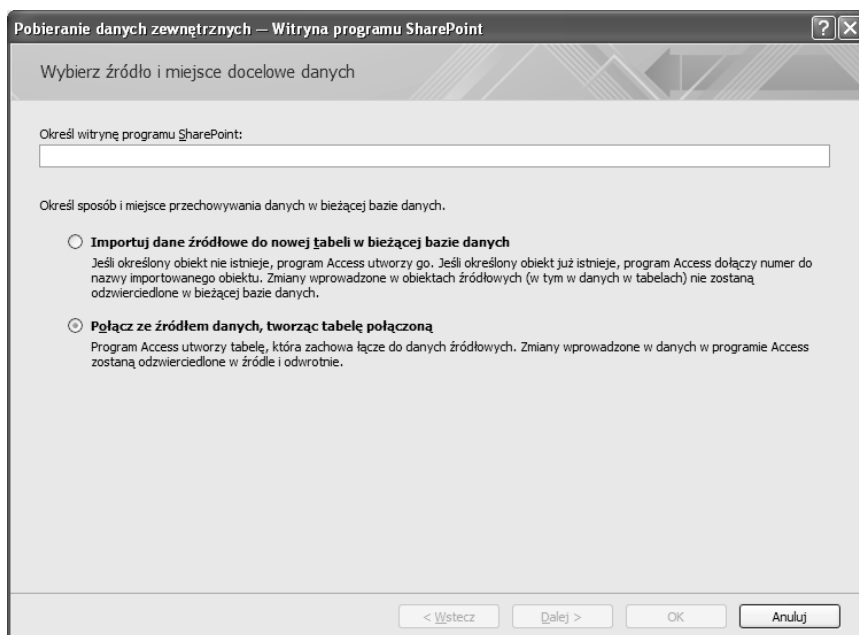 Pobieranie danych zewnętrznych — Witryna programu SharePoint
Wybierz źródło i miejsce docelowe danych
Określ witrynę programu SharePoint:
Określ sposób i miejsce przechowywania danych w bieżącej bazie danych.
Importuj dane źródłowe do nowej tabeli w bieżącej bazie danych
Jeśli określony obiekt nie istnieje, program Access utworzy go. Jeśli określony obiekt już istnieje, program Access dołączy numer do
nazwy importowanego obiektu. Zmiany wprowadzone w obiektach źródłowych (w tym w danych w tabelach) nie zostaną
odzwierciedlone w bieżącej bazie danych.
Połącz ze źródłem danych, tworząc tabelę połączoną
Program Access utworzy tabelę, która zachowa łącze do danych źródłowych. Zmiany wprowadzone w danych w programie Access
zostaną odzwierciedlone w źródle i odwrotnie.
< Wstecz Dalej > OK Anuluj